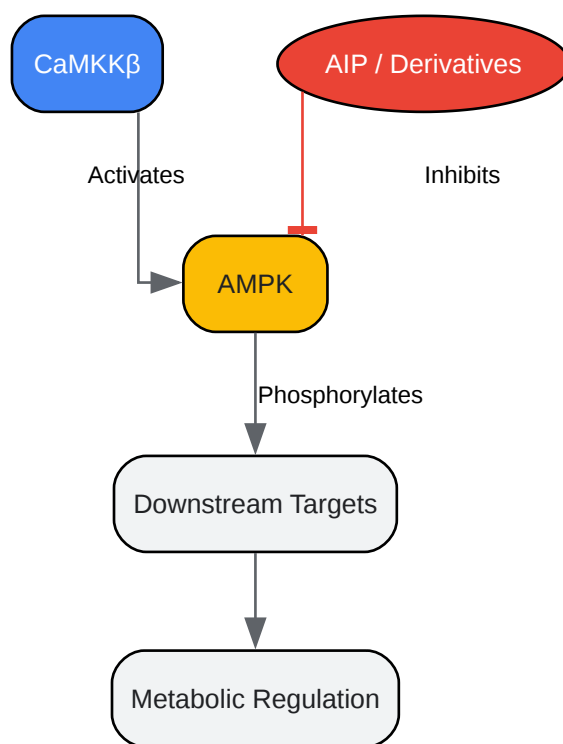 CaMKKβ
AIP / Derivatives
Activates
Inhibits
AMPK
Phosphorylates
Downstream Targets
Metabolic Regulation